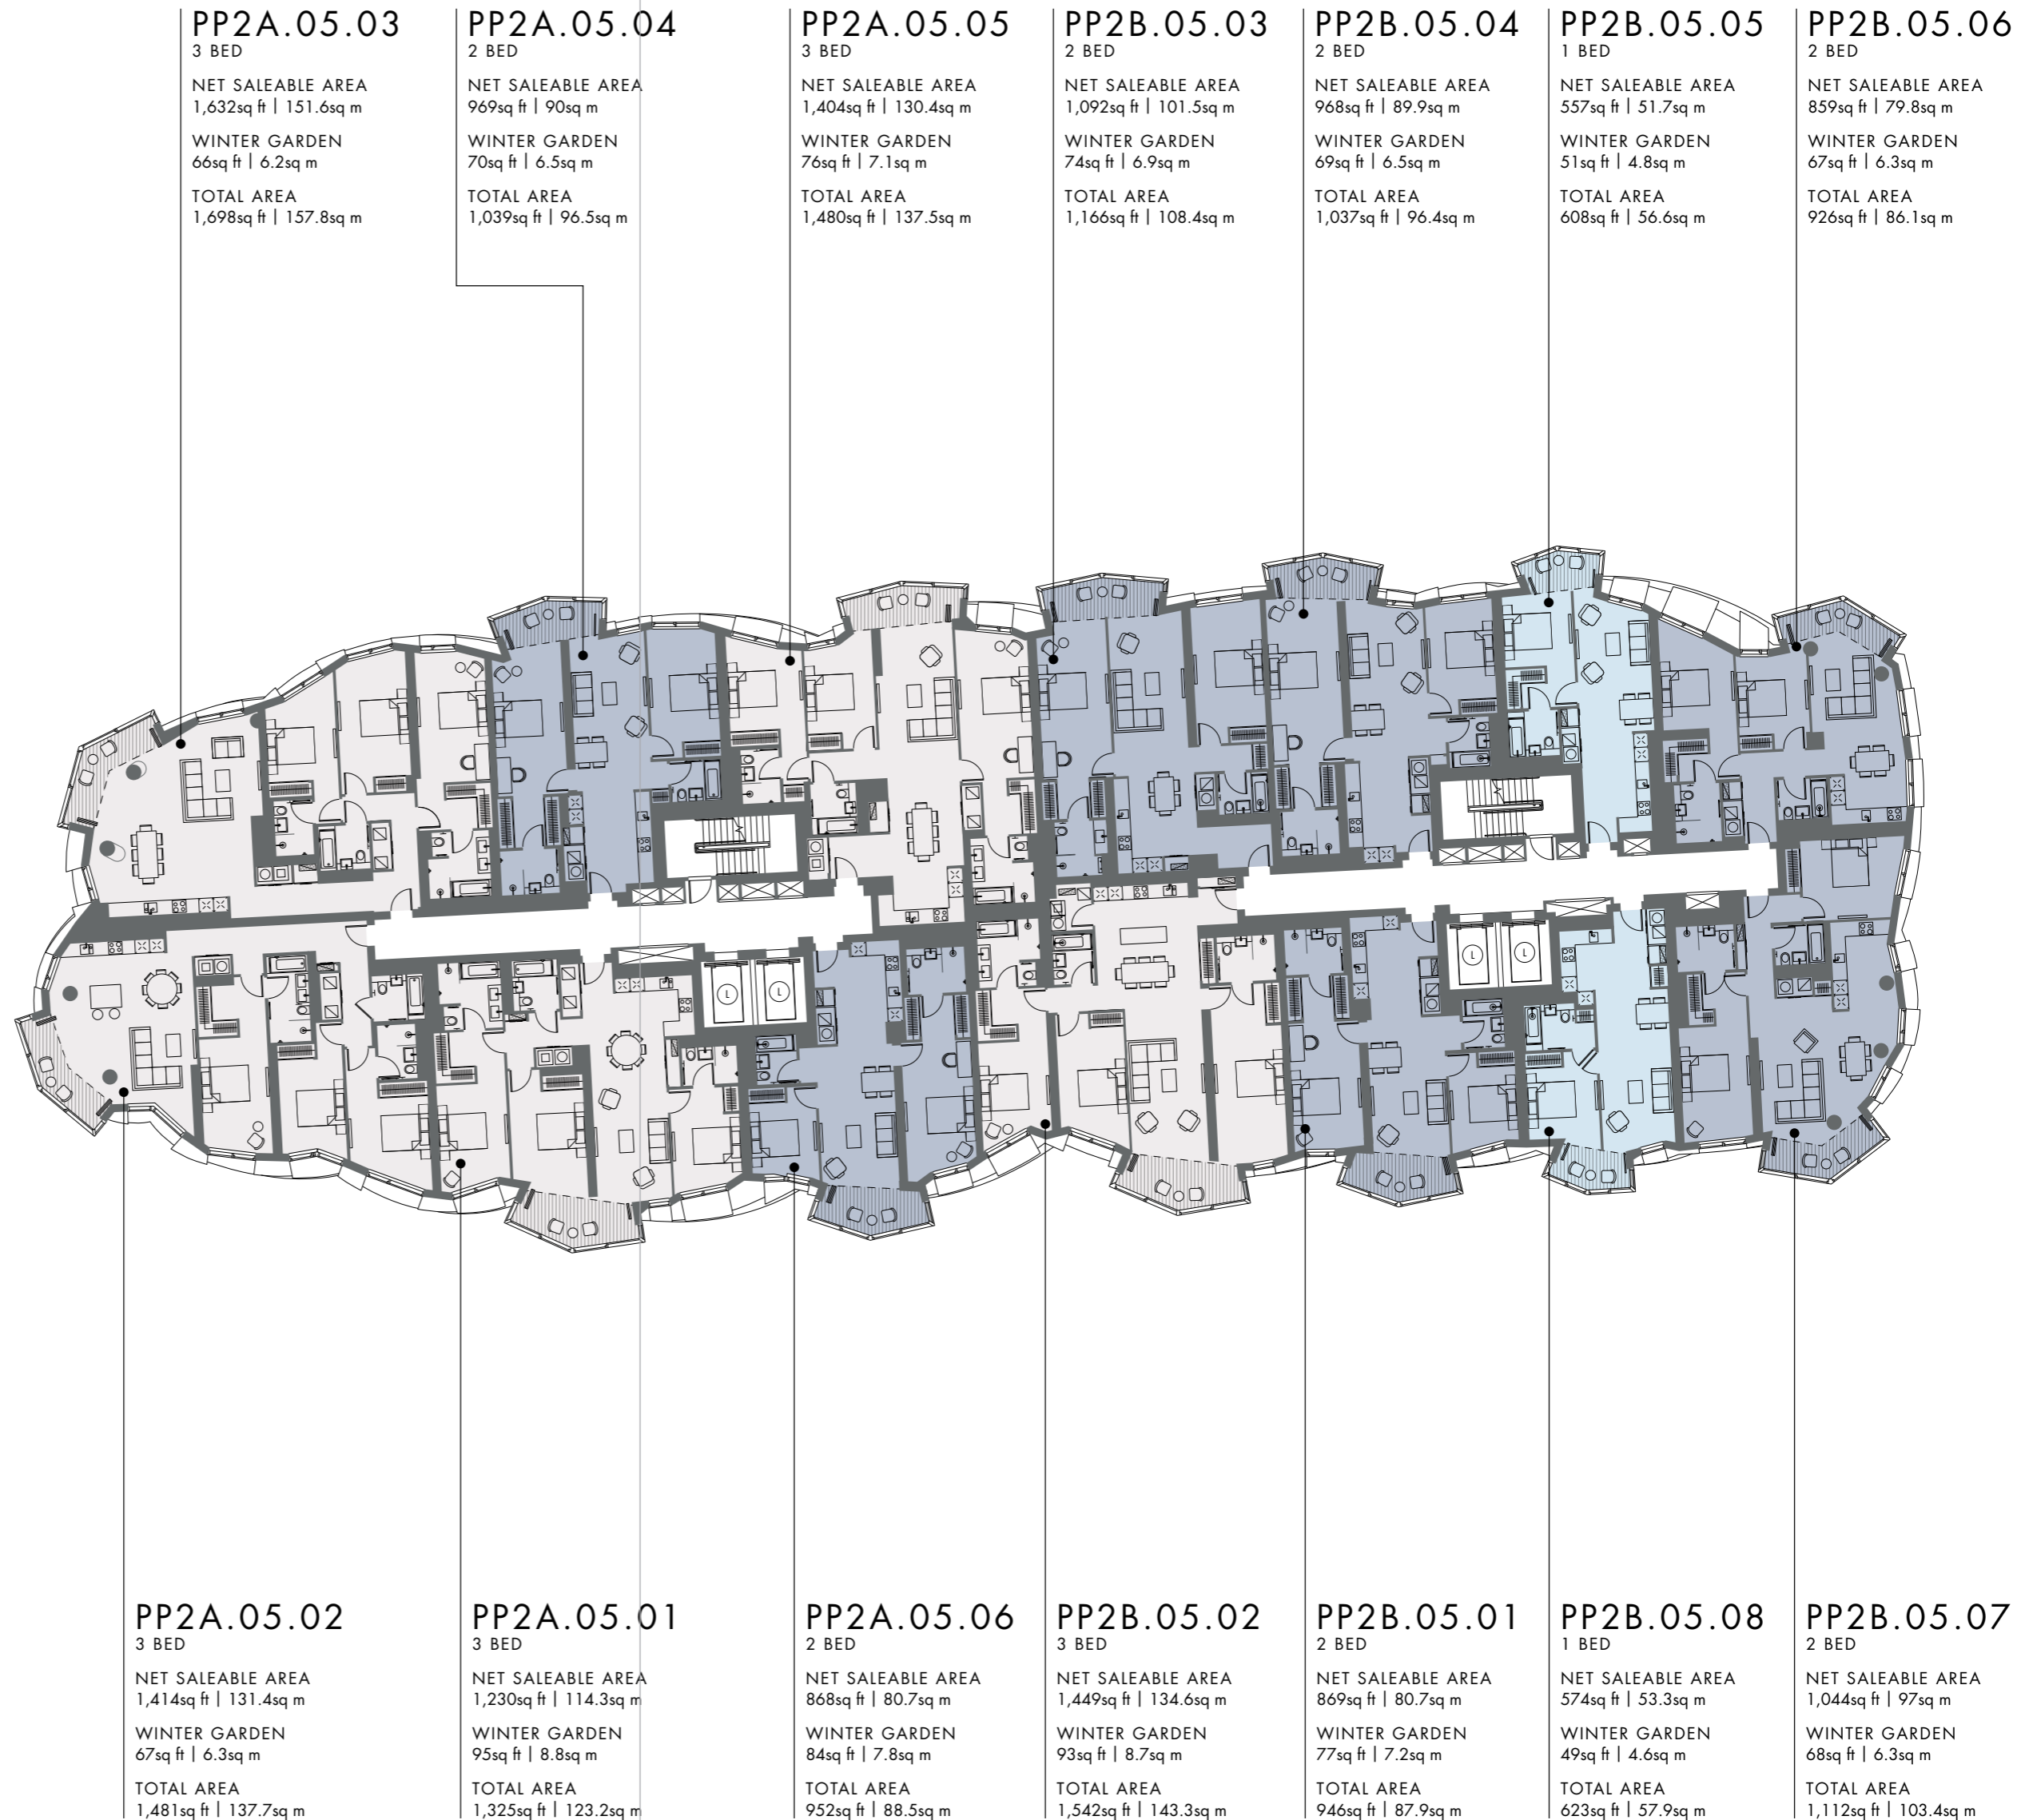 PP2A.05.03
3 BED
NET SALEABLE AREA
1,632sq ft | 151.6sq m
WINTER GARDEN
66sq ft | 6.2sq m
TOTAL AREA
1,698sq ft | 157.8sq m
PP2A.05.04
2 BED
NET SALEABLE AREA
969sq ft | 90sq m
WINTER GARDEN
70sq ft | 6.5sq m
TOTAL AREA
1,039sq ft | 96.5sq m
PP2A.05.05
3 BED
NET SALEABLE AREA
1,404sq ft | 130.4sq m
WINTER GARDEN
76sq ft | 7.1sq m
TOTAL AREA
1,480sq ft | 137.5sq m
PP2B.05.03
2 BED
NET SALEABLE AREA
1,092sq ft | 101.5sq m
WINTER GARDEN
74sq ft | 6.9sq m
TOTAL AREA
1,166sq ft | 108.4sq m
PP2B.05.04
2 BED
NET SALEABLE AREA
968sq ft | 89.9sq m
WINTER GARDEN
69sq ft | 6.5sq m
TOTAL AREA
1,037sq ft | 96.4sq m
PP2B.05.05
1 BED
NET SALEABLE AREA
557sq ft | 51.7sq m
WINTER GARDEN
51sq ft | 4.8sq m
TOTAL AREA
608sq ft | 56.6sq m
PP2B.05.06
2 BED
NET SALEABLE AREA
859sq ft | 79.8sq m
WINTER GARDEN
67sq ft | 6.3sq m
TOTAL AREA
926sq ft | 86.1sq m
L
L
L
L
PP2A.05.02
3 BED
NET SALEABLE AREA
1,414sq ft | 131.4sq m
WINTER GARDEN
67sq ft | 6.3sq m
TOTAL AREA
1,481sq ft | 137.7sq m
PP2A.05.01
3 BED
NET SALEABLE AREA
1,230sq ft | 114.3sq m
WINTER GARDEN
95sq ft | 8.8sq m
TOTAL AREA
1,325sq ft | 123.2sq m
PP2A.05.06
2 BED
NET SALEABLE AREA
868sq ft | 80.7sq m
WINTER GARDEN
84sq ft | 7.8sq m
TOTAL AREA
952sq ft | 88.5sq m
PP2B.05.02
3 BED
NET SALEABLE AREA
1,449sq ft | 134.6sq m
WINTER GARDEN
93sq ft | 8.7sq m
TOTAL AREA
1,542sq ft | 143.3sq m
PP2B.05.01
2 BED
NET SALEABLE AREA
869sq ft | 80.7sq m
WINTER GARDEN
77sq ft | 7.2sq m
TOTAL AREA
946sq ft | 87.9sq m
PP2B.05.08
1 BED
NET SALEABLE AREA
574sq ft | 53.3sq m
WINTER GARDEN
49sq ft | 4.6sq m
TOTAL AREA
623sq ft | 57.9sq m
PP2B.05.07
2 BED
NET SALEABLE AREA
1,044sq ft | 97sq m
WINTER GARDEN
68sq ft | 6.3sq m
TOTAL AREA
1,112sq ft | 103.4sq m